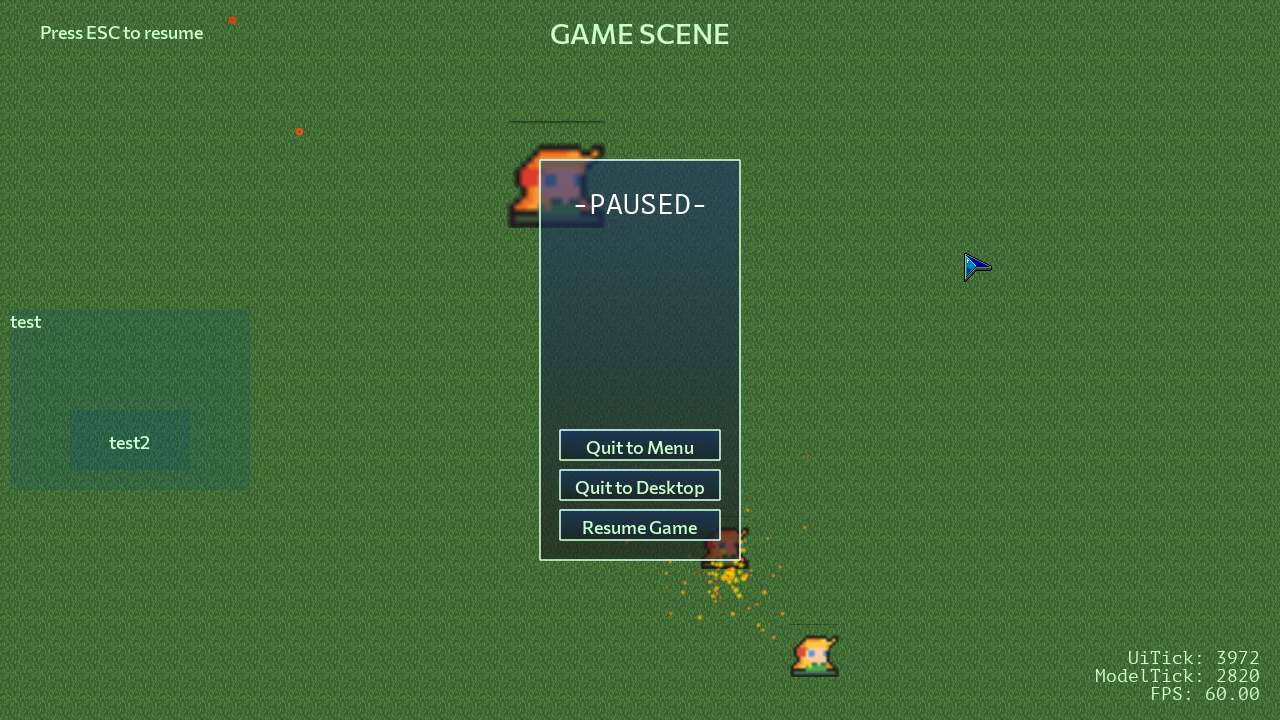 Press ESC to resume
GAME SCENE
-PAUSED-
test
test2
Quit to Menu
Quit to Desktop
Resume Game
UiTick: 3972
ModelTick: 2820
FPS: 60.00